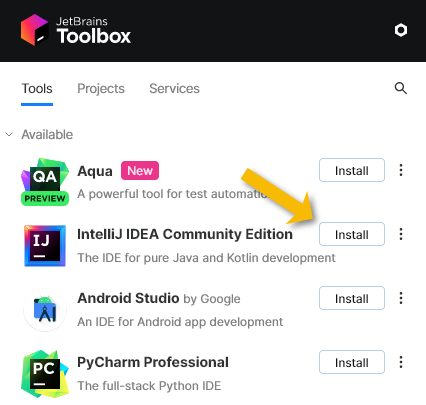 JetBrains
Toolbox
Tools Projects Services
Available
QA
PREVIEW
Aqua New Install
A powerful tool for test automatic
IJ
IntelliJ IDEA Community Edition Install
The IDE for pure Java and Kotlin development
Android Studio by Google Install
An IDE for Android app development
PC
PyCharm Professional Install
The full-stack Python IDE